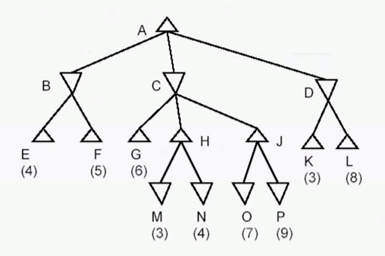 A
B
C
D
E
(4)
F
(5)
G
(6)
H
J
K
(3)
L
(8)
M
(3)
N
(4)
O
(7)
P
(9)